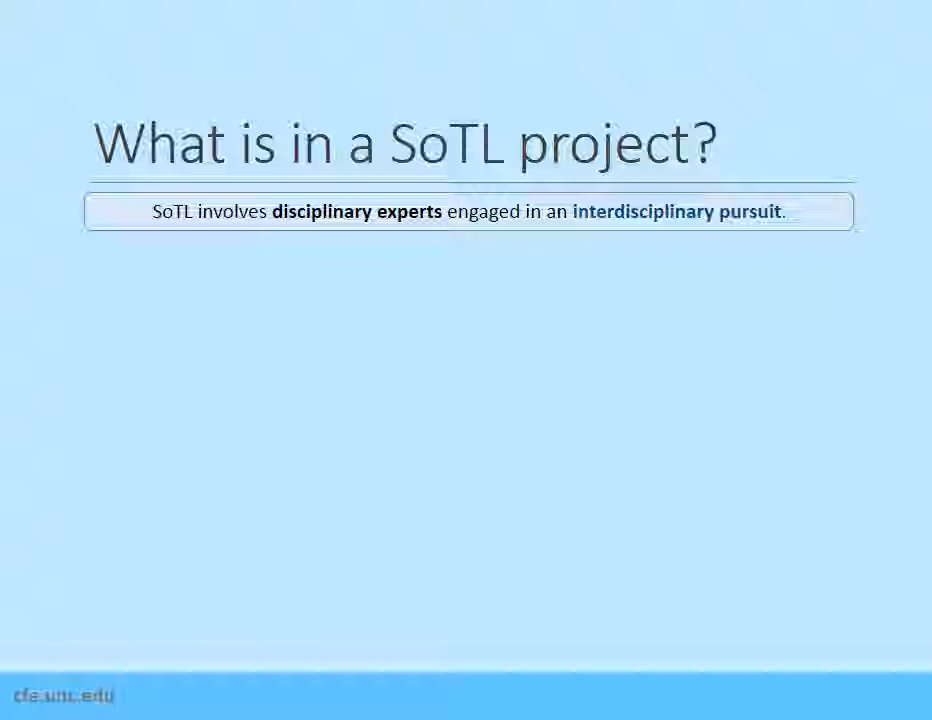 What is in a SoTL project?
SoTL involves disciplinary experts engaged in an interdisciplinary pursuit.
cfe.unc.edu